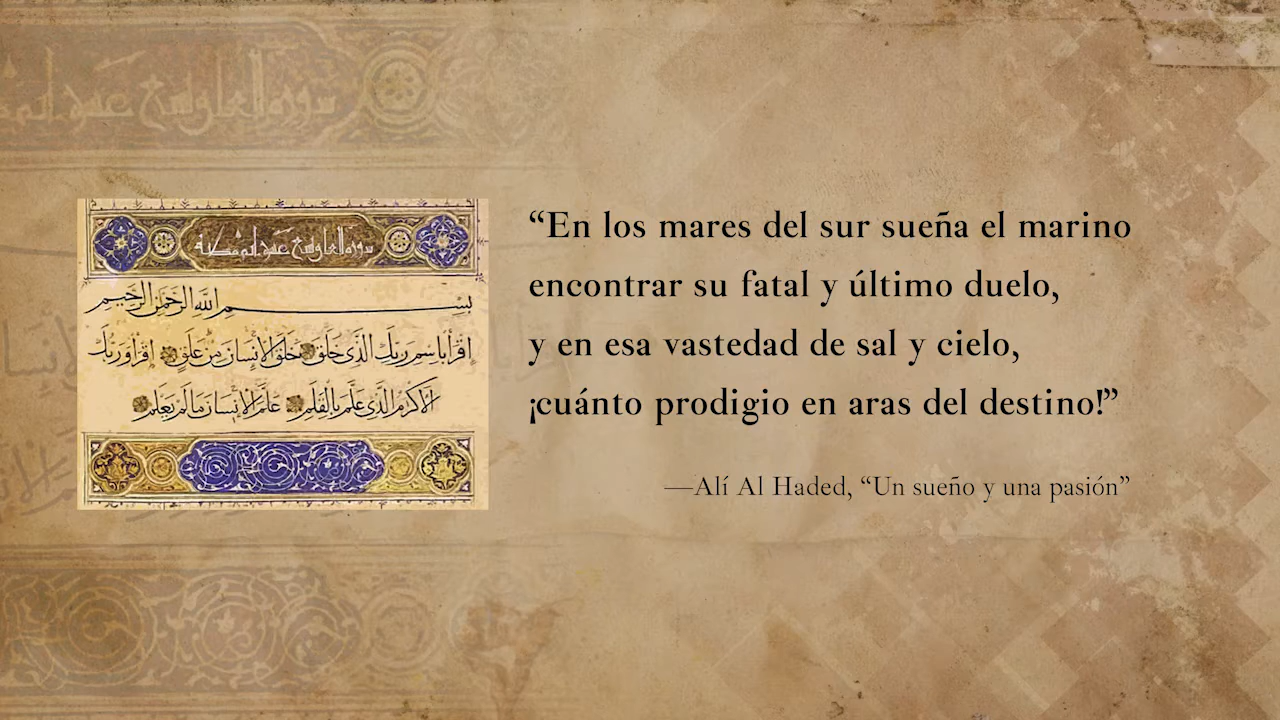 بسم الله الرحمن الرحيم
اقرأ باسم ربك الذي خلق خلق الإنسان من علق اقرأ وربك
الأكرم الذي علم بالقلم علم الإنسان ما لم يعلم
“En los mares del sur sueña el marino
encontrar su fatal y último duelo,
y en esa vastedad de sal y cielo,
¡cuánto prodigio en aras del destino!”
—Alí Al Haded, “Un sueño y una pasión”